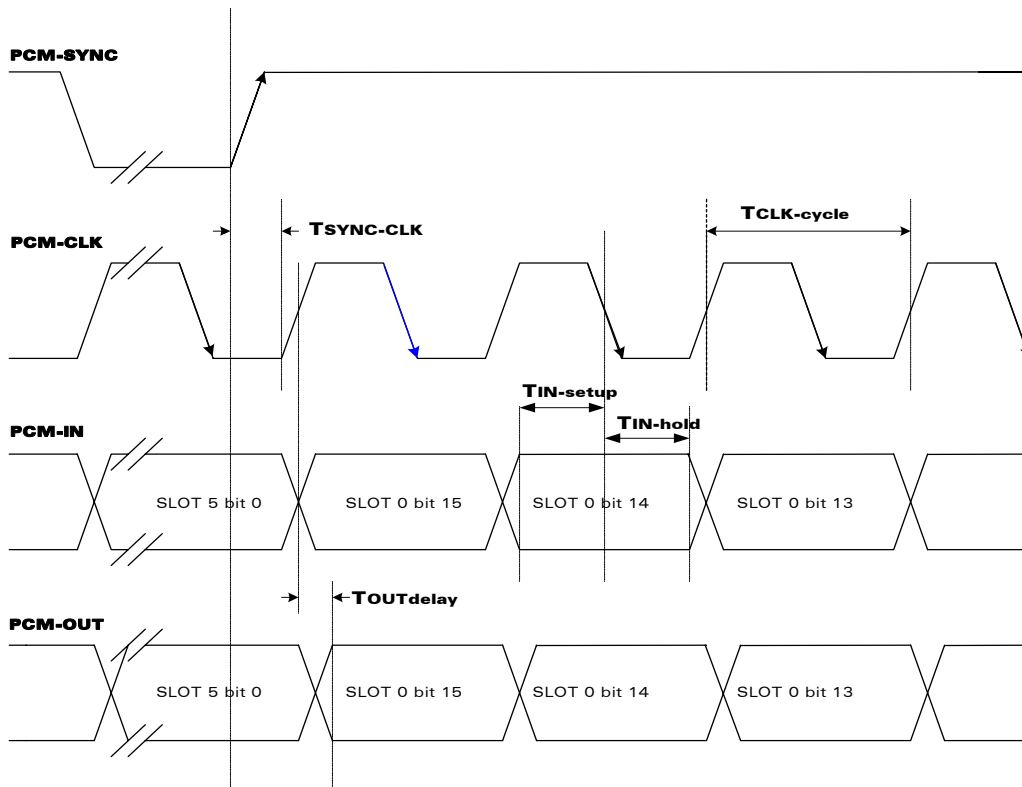 PCM-SYNC
TSYNC-CLK
TCLK-cycle
PCM-CLK
TIN-setup
TIN-hold
PCM-IN
SLOT 5 bit 0
SLOT 0 bit 15
SLOT 0 bit 14
SLOT 0 bit 13
TOUTdelay
PCM-OUT
SLOT 5 bit 0
SLOT 0 bit 15
SLOT 0 bit 14
SLOT 0 bit 13